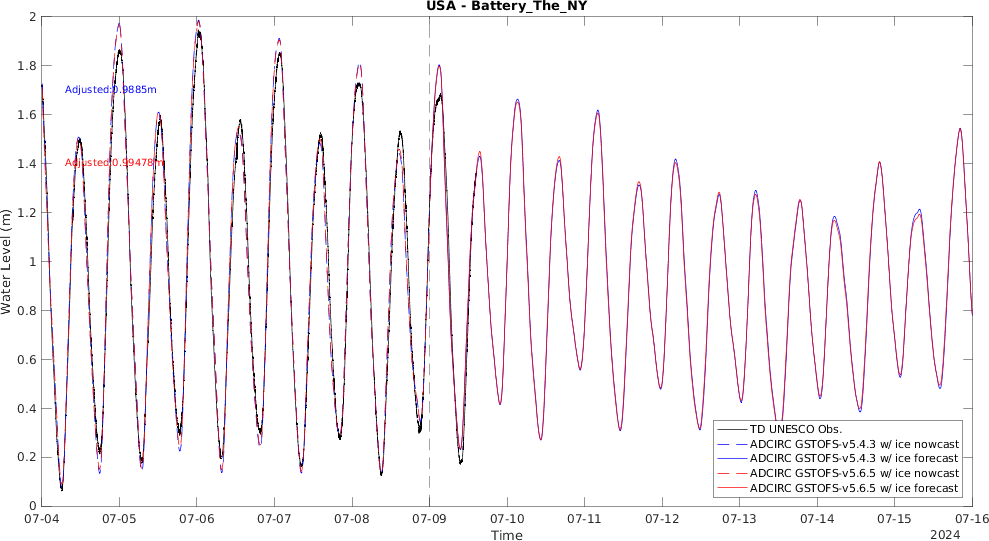 USA - Battery_The_NY
2
1.8
1.6
1.4
1.2
1
0.8
0.6
0.4
0.2
0
Water Level (m)
Adjusted:0.9885m
Adjusted:0.99478m
TD UNESCO Obs.
ADCIRC GSTOFS-v5.4.3 w/ ice nowcast
ADCIRC GSTOFS-v5.4.3 w/ ice forecast
ADCIRC GSTOFS-v5.6.5 w/ ice nowcast
ADCIRC GSTOFS-v5.6.5 w/ ice forecast
07-04 07-05 07-06 07-07 07-08 07-09 07-10 07-11 07-12 07-13 07-14 07-15 07-16
Time
2024